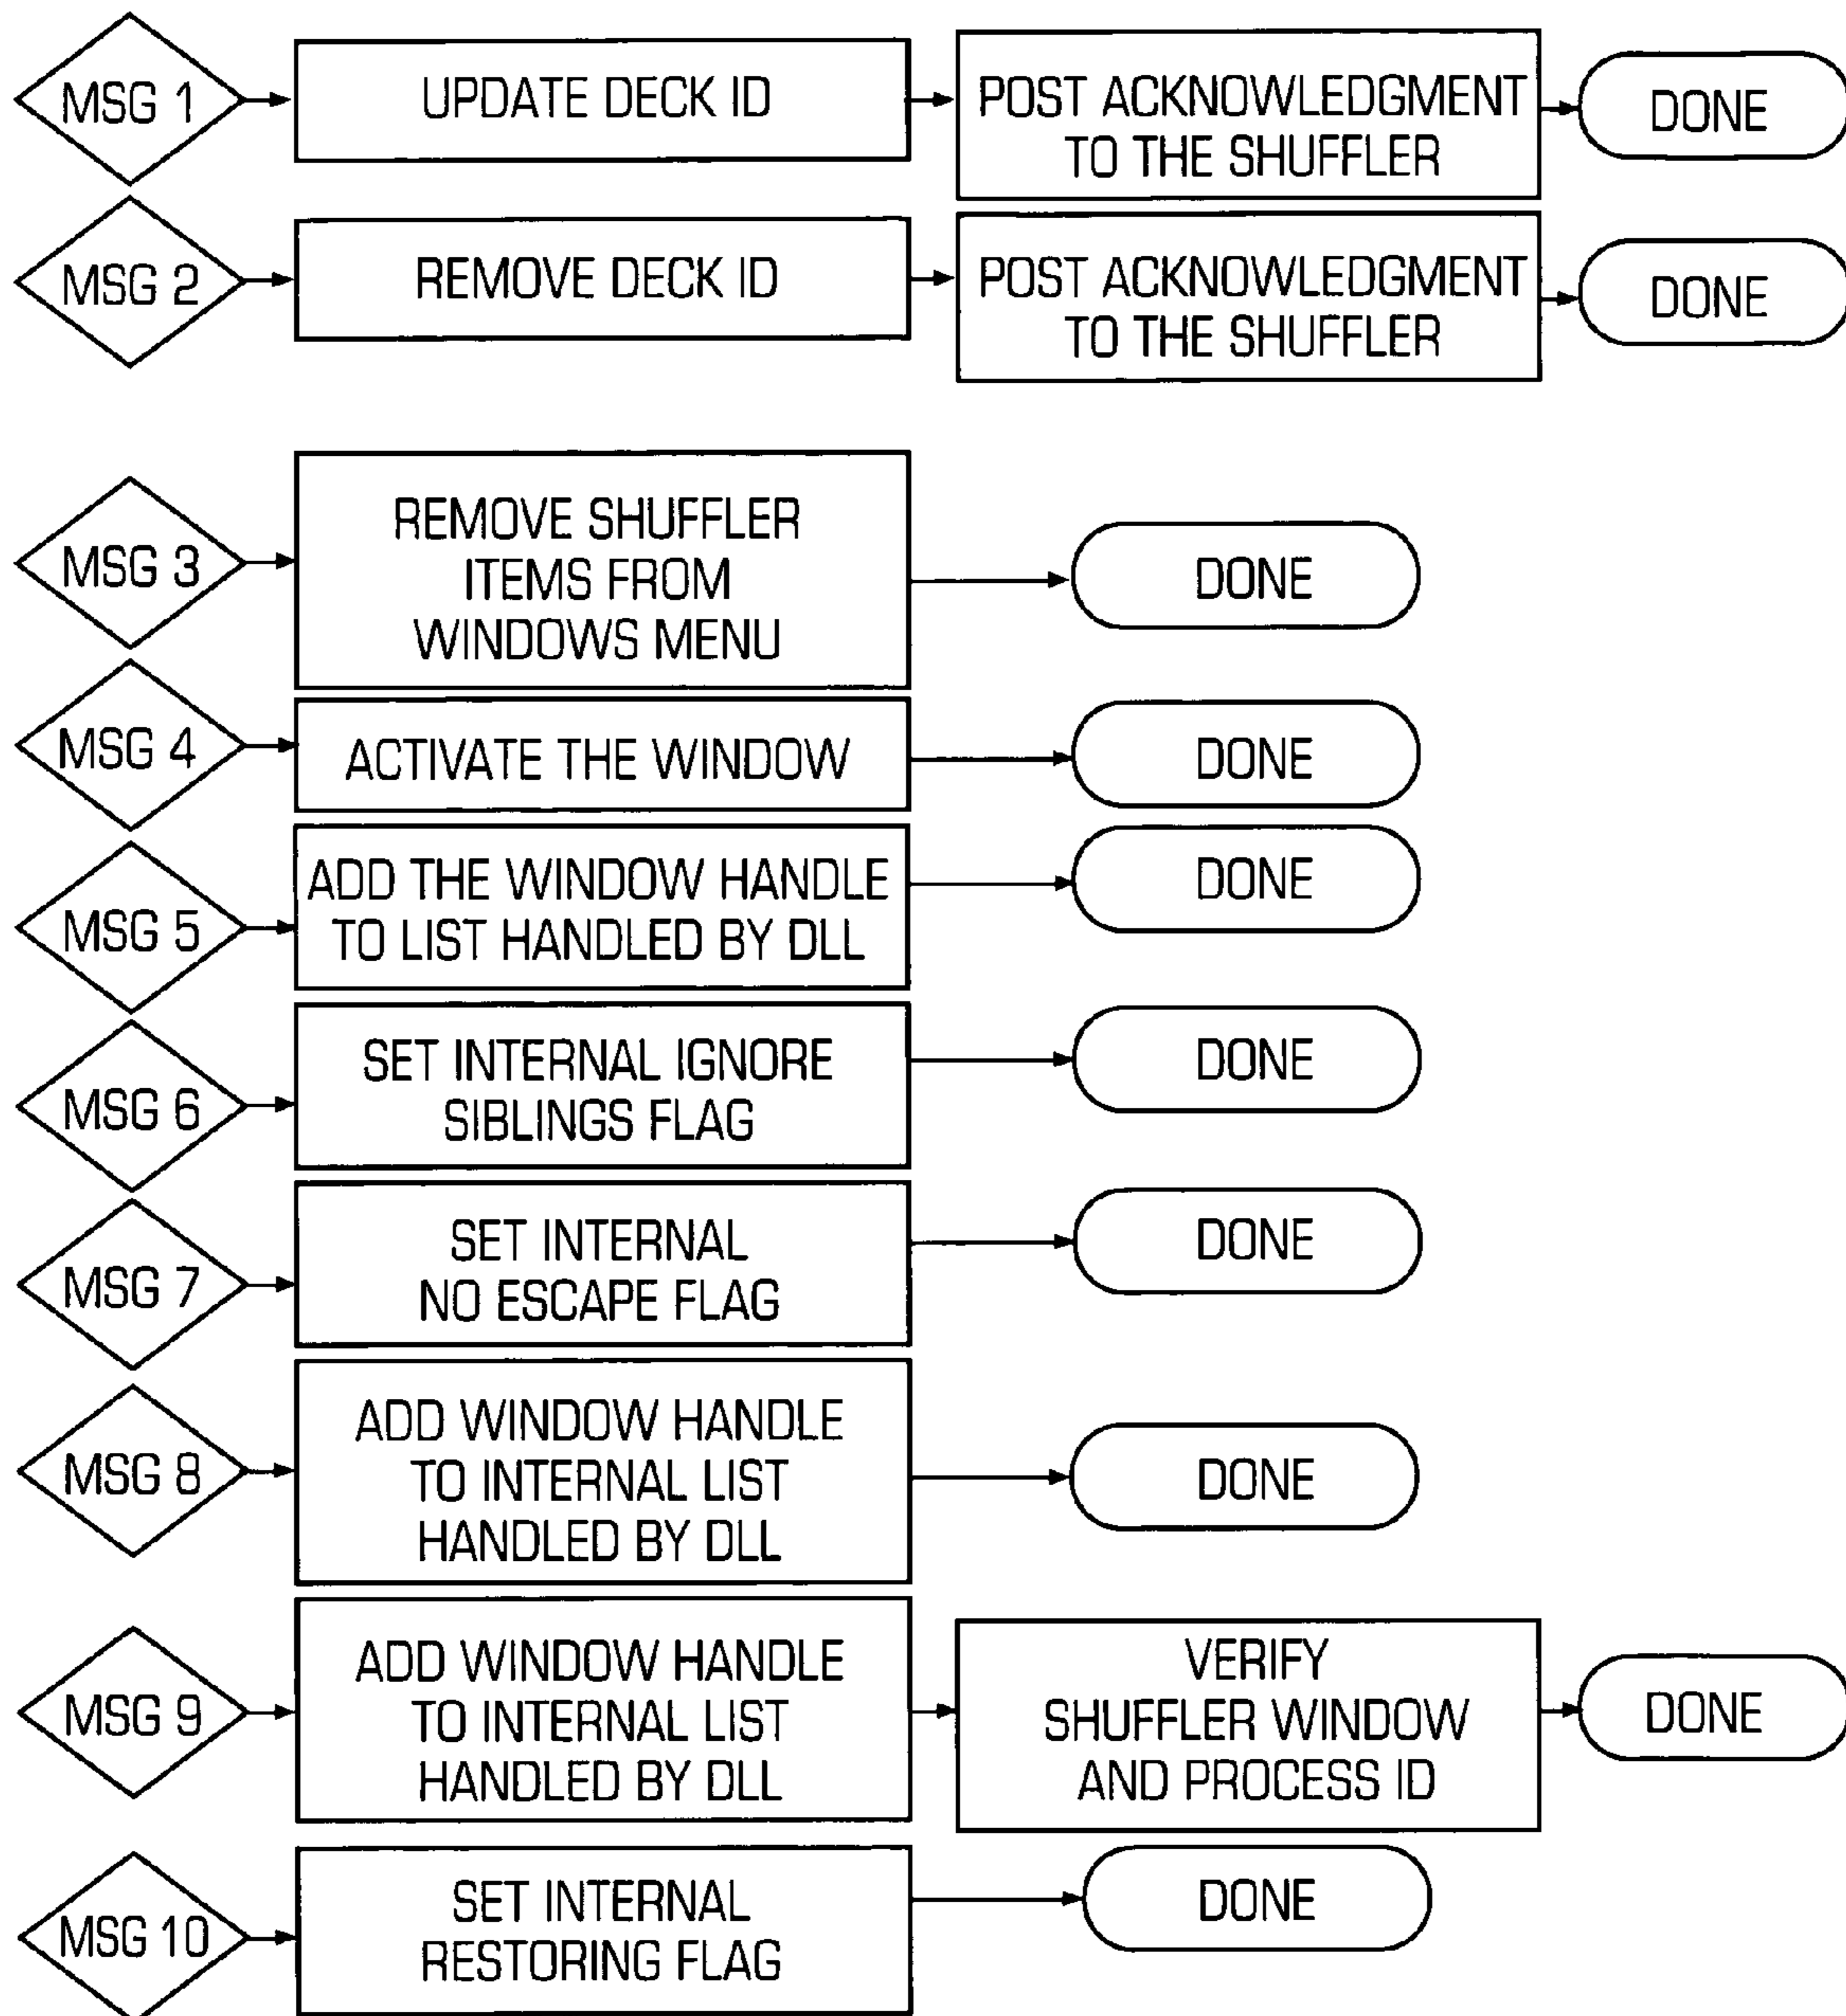 MSG 1
UPDATE DECK ID
POST ACKNOWLEDGMENT
TO THE SHUFFLER
DONE
MSG 2
REMOVE DECK ID
POST ACKNOWLEDGMENT
TO THE SHUFFLER
DONE
MSG 3
REMOVE SHUFFLER
ITEMS FROM
WINDOWS MENU
DONE
MSG 4
ACTIVATE THE WINDOW
DONE
MSG 5
ADD THE WINDOW HANDLE
TO LIST HANDLED BY DLL
DONE
MSG 6
SET INTERNAL IGNORE
SIBLINGS FLAG
DONE
MSG 7
SET INTERNAL
NO ESCAPE FLAG
DONE
MSG 8
ADD WINDOW HANDLE
TO INTERNAL LIST
HANDLED BY DLL
DONE
MSG 9
ADD WINDOW HANDLE
TO INTERNAL LIST
HANDLED BY DLL
VERIFY
SHUFFLER WINDOW
AND PROCESS ID
DONE
MSG 10
SET INTERNAL
RESTORING FLAG
DONE